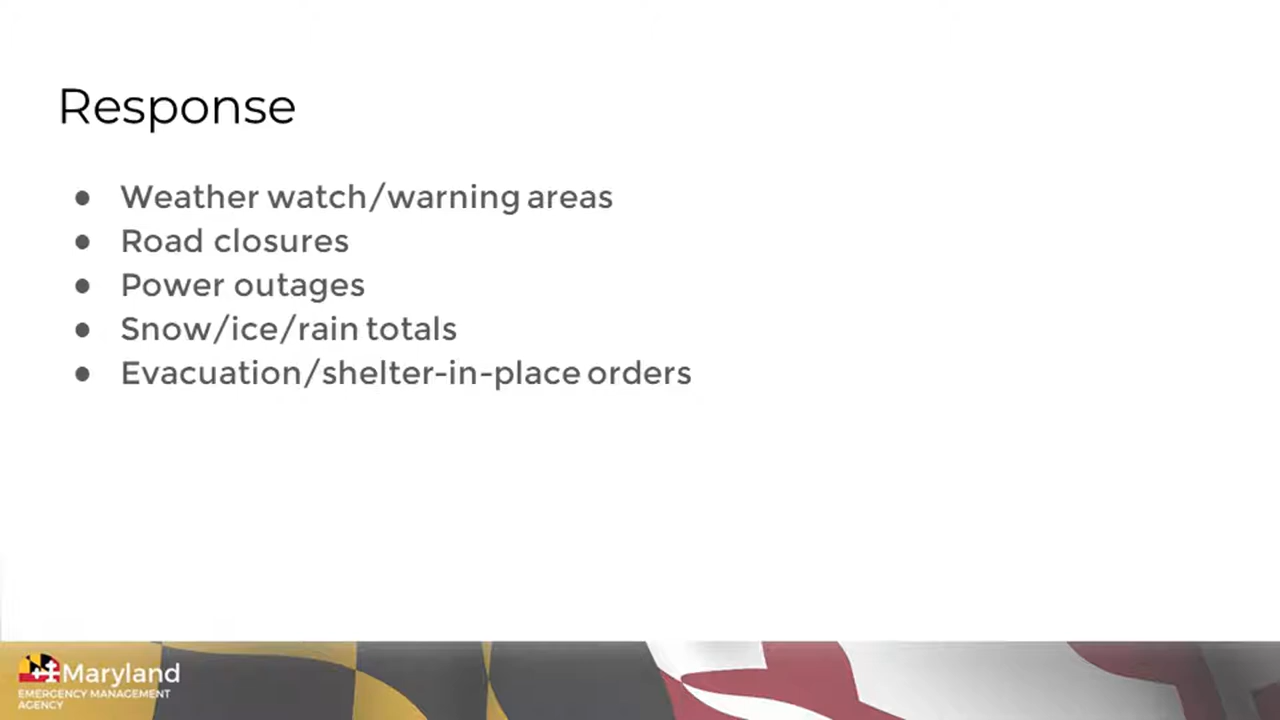 Response
● Weather watch/warning areas
● Road closures
● Power outages
● Snow/ice/rain totals
● Evacuation/shelter-in-place orders
Maryland
EMERGENCY MANAGEMENT
AGENCY